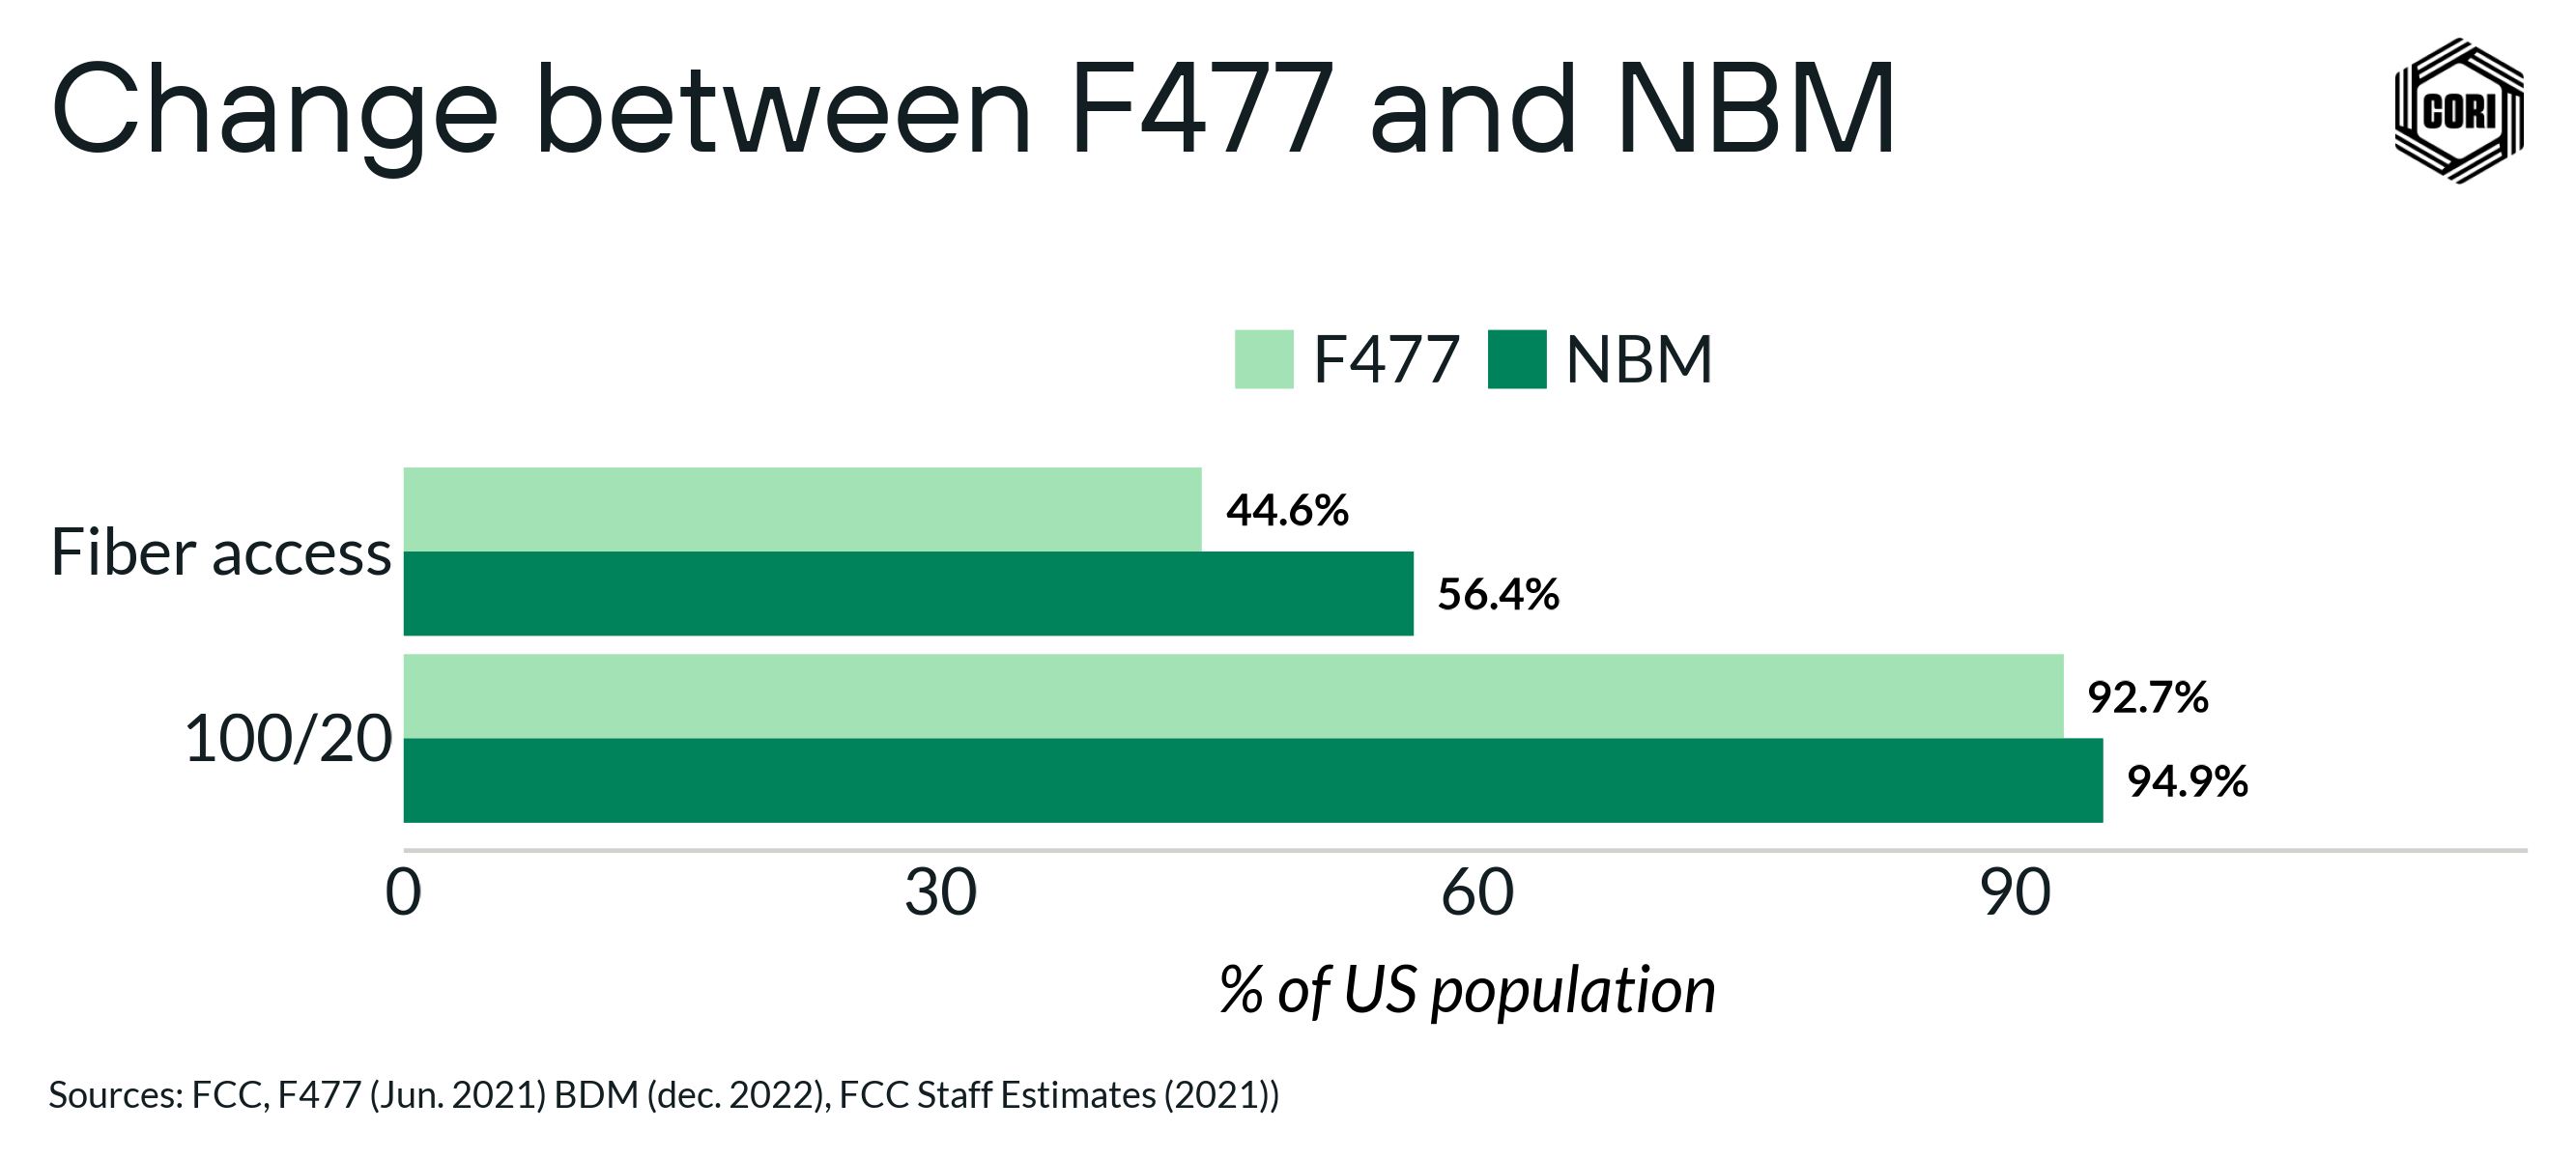 Change between F477 and NBM
CORI
F477 NBM
Fiber access
44.6%
56.4%
100/20
92.7%
94.9%
0 30 60 90
% of US population
Sources: FCC, F477 (Jun. 2021) BDM (dec. 2022), FCC Staff Estimates (2021))